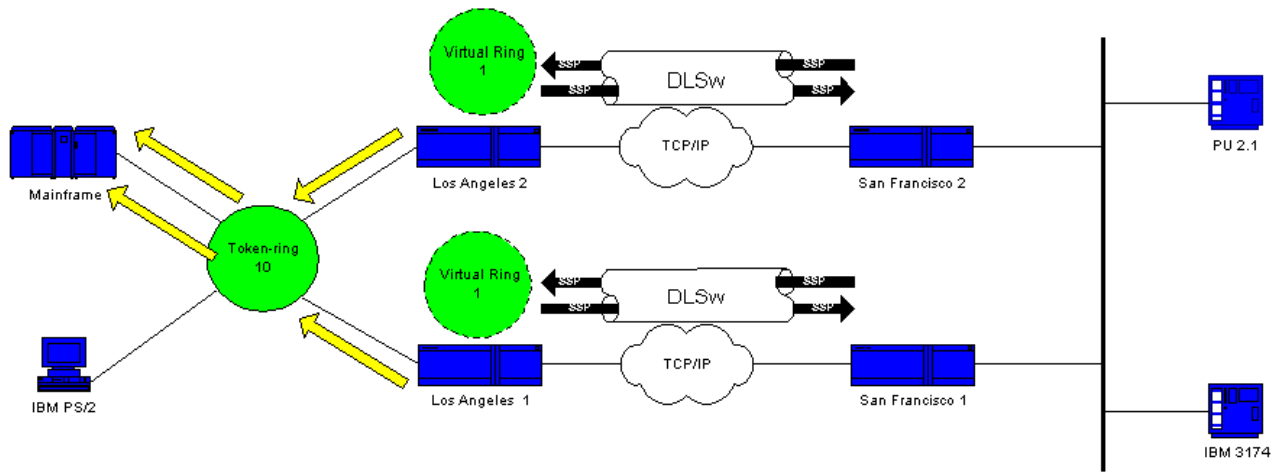 Virtual Ring
1
SSP
SSP
DLSw
SSP
SSP
TCP/IP
Mainframe
Los Angeles 2
San Francisco 2
PU 2.1
Token-ring
10
Virtual Ring
1
SSP
SSP
DLSw
SSP
SSP
TCP/IP
IBM PS/2
Los Angeles 1
San Francisco 1
IBM 3174